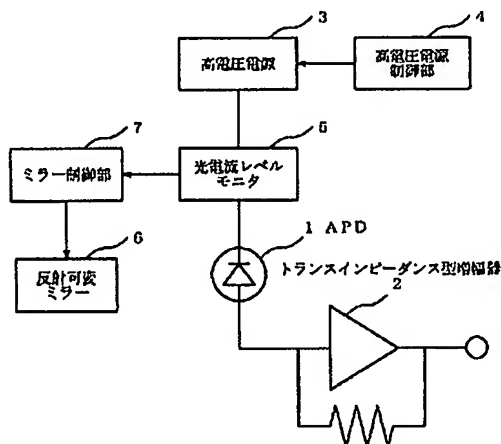 3
4
高電圧電源
高電圧電源
制御部
7
5
ミラー制御部
光電流レベル
モニタ
6
1 APD
反射可変
ミラー
トランスインピーダンス型増幅器
2